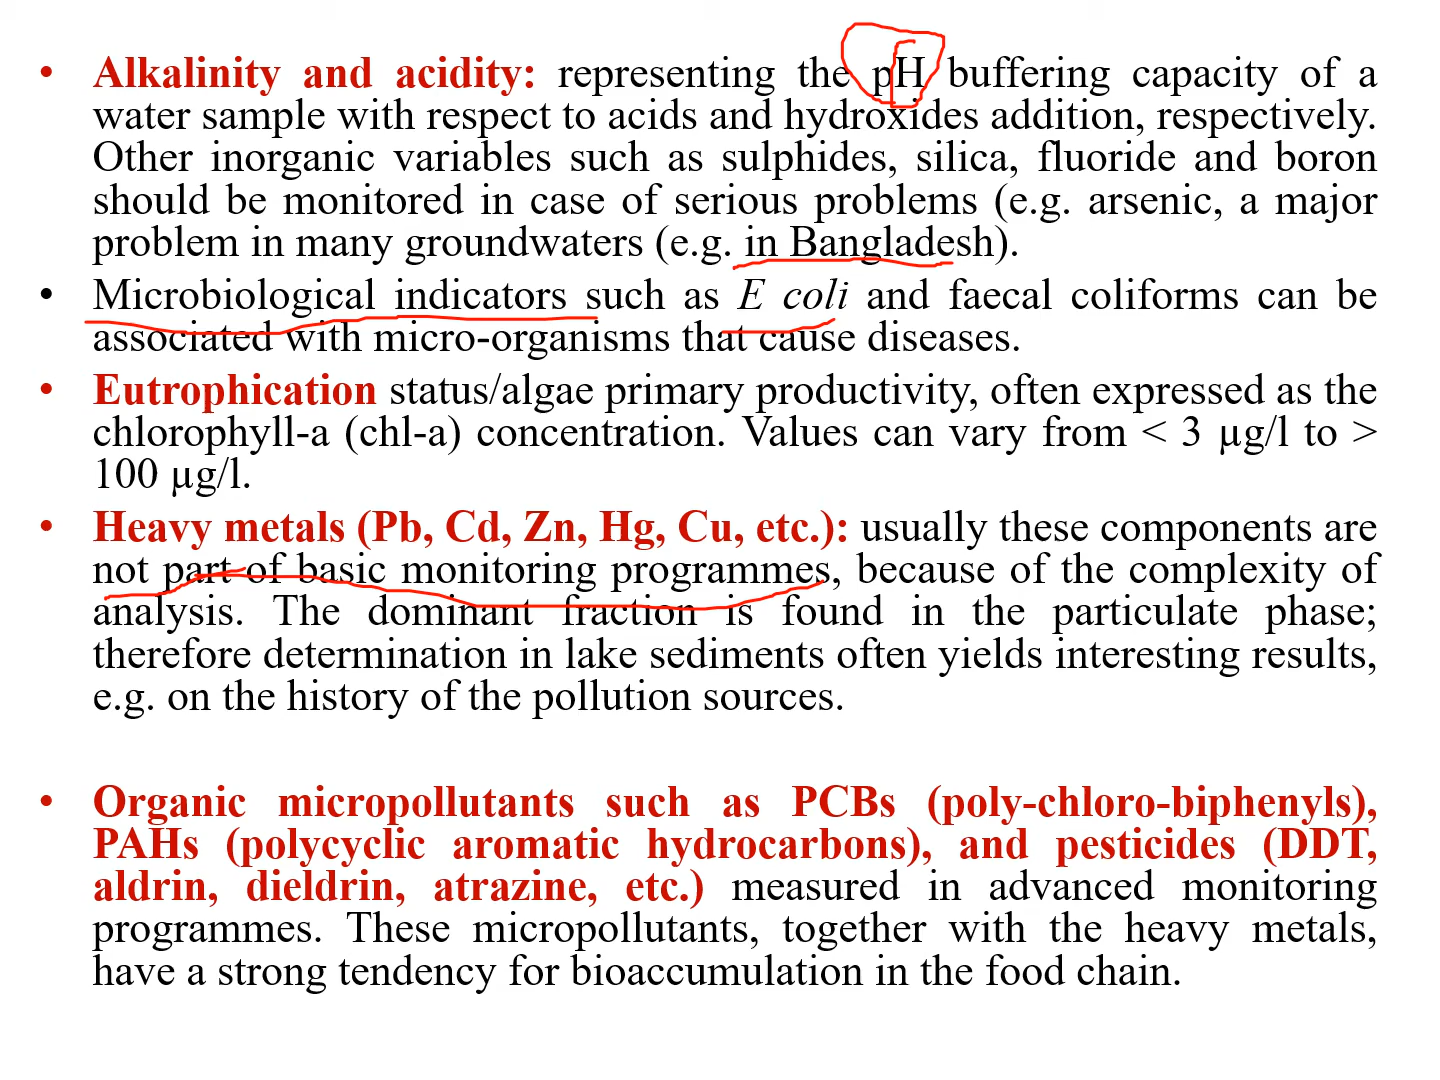 • Alkalinity and acidity: representing the pH buffering capacity of a
water sample with respect to acids and hydroxides addition, respectively.
Other inorganic variables such as sulphides, silica, fluoride and boron
should be monitored in case of serious problems (e.g. arsenic, a major
problem in many groundwaters (e.g. in Bangladesh).
• Microbiological indicators such as E coli and faecal coliforms can be
associated with micro-organisms that cause diseases.
• Eutrophication status/algae primary productivity, often expressed as the
chlorophyll-a (chl-a) concentration. Values can vary from < 3 µg/l to >
100 µg/l.
• Heavy metals (Pb, Cd, Zn, Hg, Cu, etc.): usually these components are
not part of basic monitoring programmes, because of the complexity of
analysis. The dominant fraction is found in the particulate phase;
therefore determination in lake sediments often yields interesting results,
e.g. on the history of the pollution sources.
• Organic micropollutants such as PCBs (poly-chloro-biphenyls),
PAHs (polycyclic aromatic hydrocarbons), and pesticides (DDT,
aldrin, dieldrin, atrazine, etc.) measured in advanced monitoring
programmes. These micropollutants, together with the heavy metals,
have a strong tendency for bioaccumulation in the food chain.